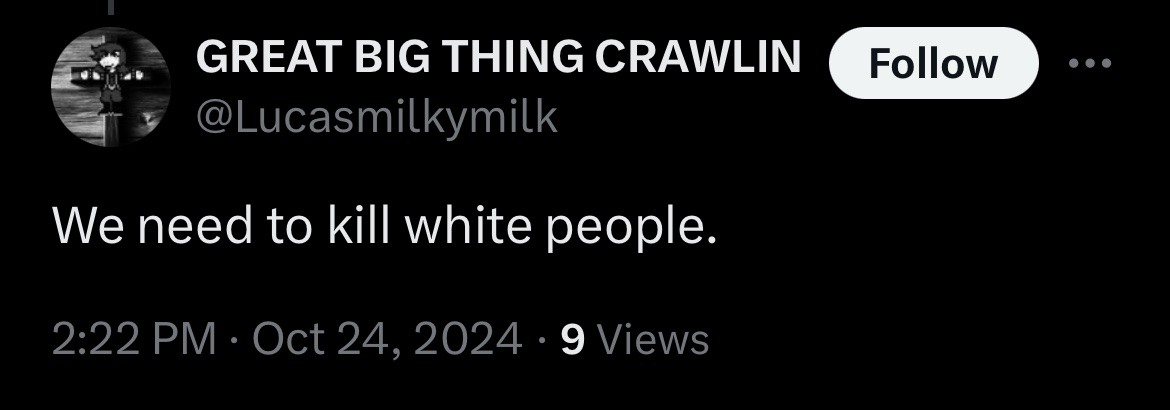 GREAT BIG THING CRAWLIN
Follow
@Lucasmilkymilk
We need to kill white people.
2:22 PM · Oct 24, 2024 · 9 Views